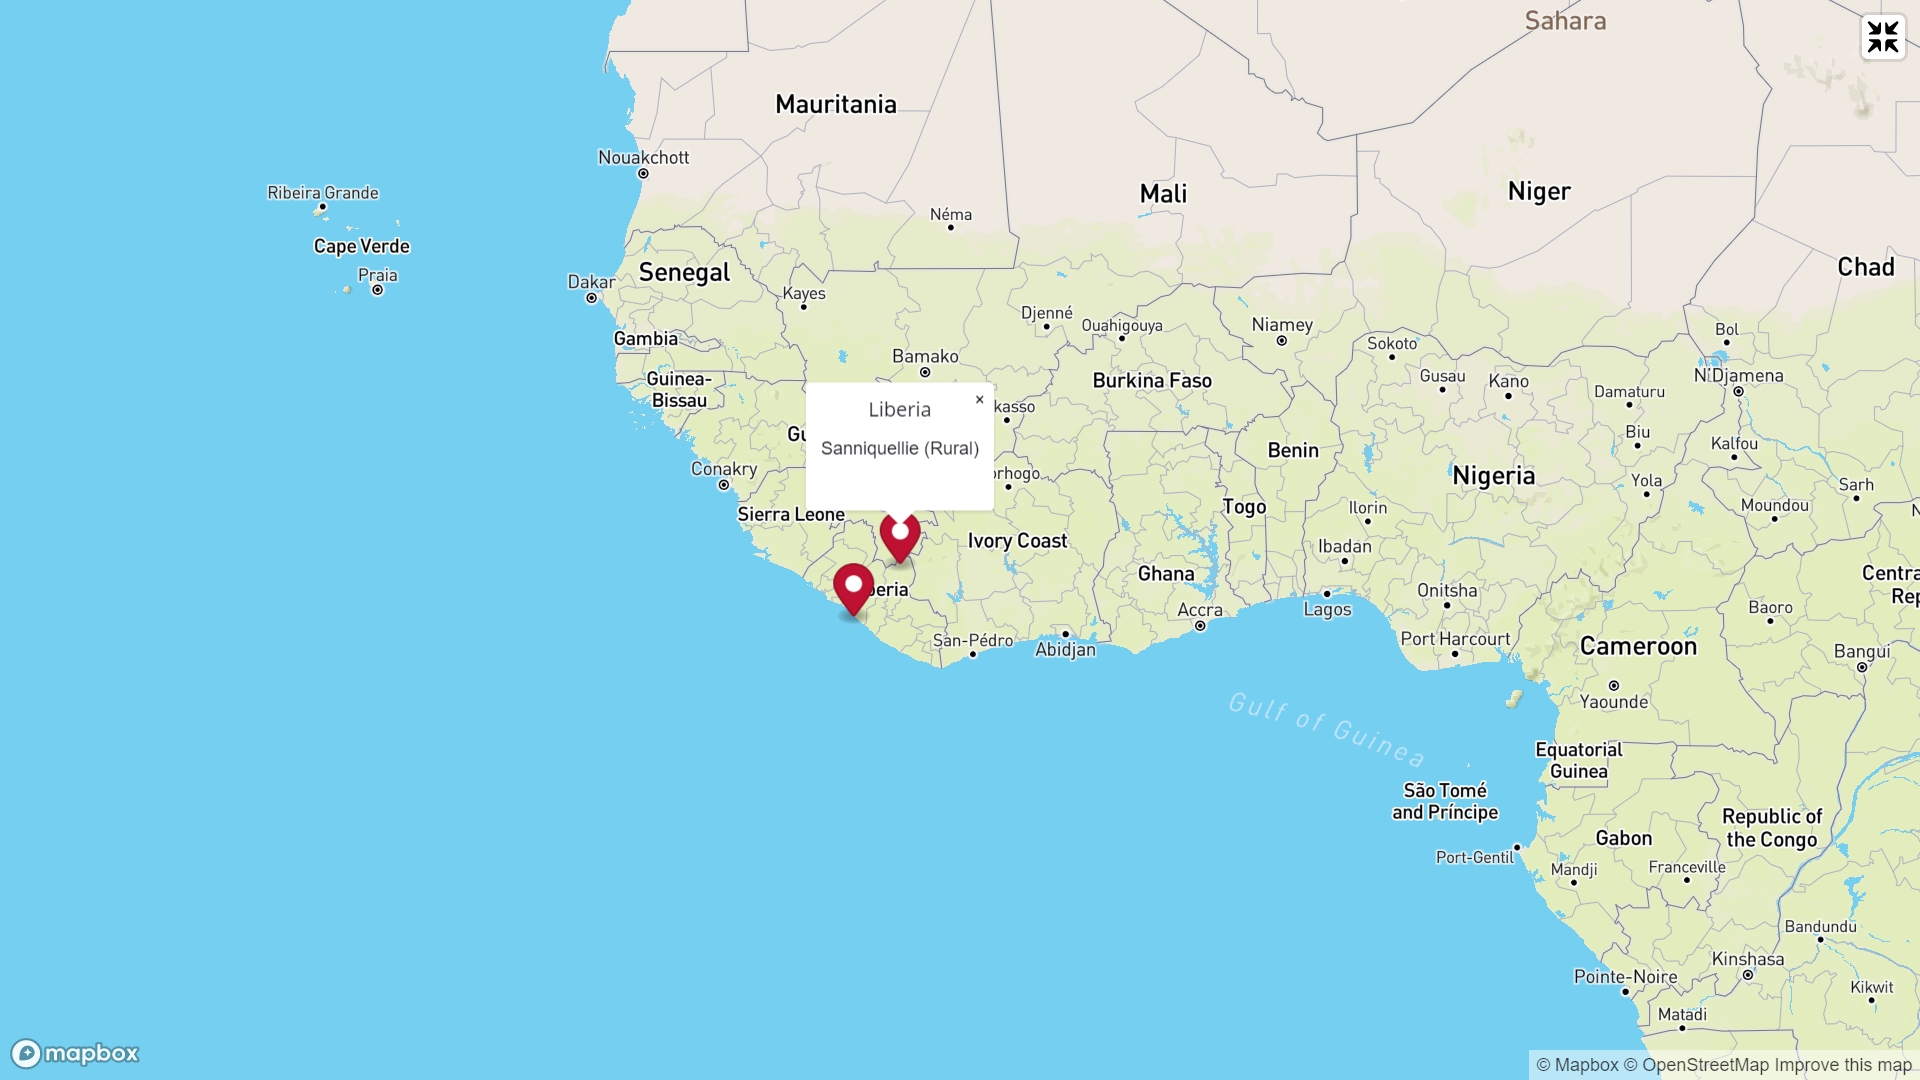 Sahara
Mauritania
Nouakchott
Ribeira Grande
Mali
Niger
Néma
Cape Verde
Senegal
Chad
Praia
Dakar
Kayes
Djenné
Ouahigouya
Niamey
Bol
Gambia
Sokoto
Bamako
N'Djamena
Guinea-
Bissau
Burkina Faso
Gusau
Kano
Damaturu
×
Liberia
kasso
Gu
Biu
Kalfou
Sanniquellie (Rural)
Benin
Conakry
orhogo
Nigeria
Yola
Sarh
Sierra Leone
Togo
Ilorin
Moundou
N
Ivory Coast
Ibadan
Ghana
Centra
Rep
beria
Onitsha
Accra
Lagos
Baoro
San-Pédro
Abidjan
Port Harcourt
Cameroon
Bangui
Yaounde
Gulf of Guinea
Equatorial
Guinea
São Tomé
and Príncipe
Republic of
the Congo
Gabon
Port-Gentil
Mandji
Franceville
Bandundu
Kinshasa
Pointe-Noire
Kikwit
Matadi
mapbox
© Mapbox © OpenStreetMap Improve this map